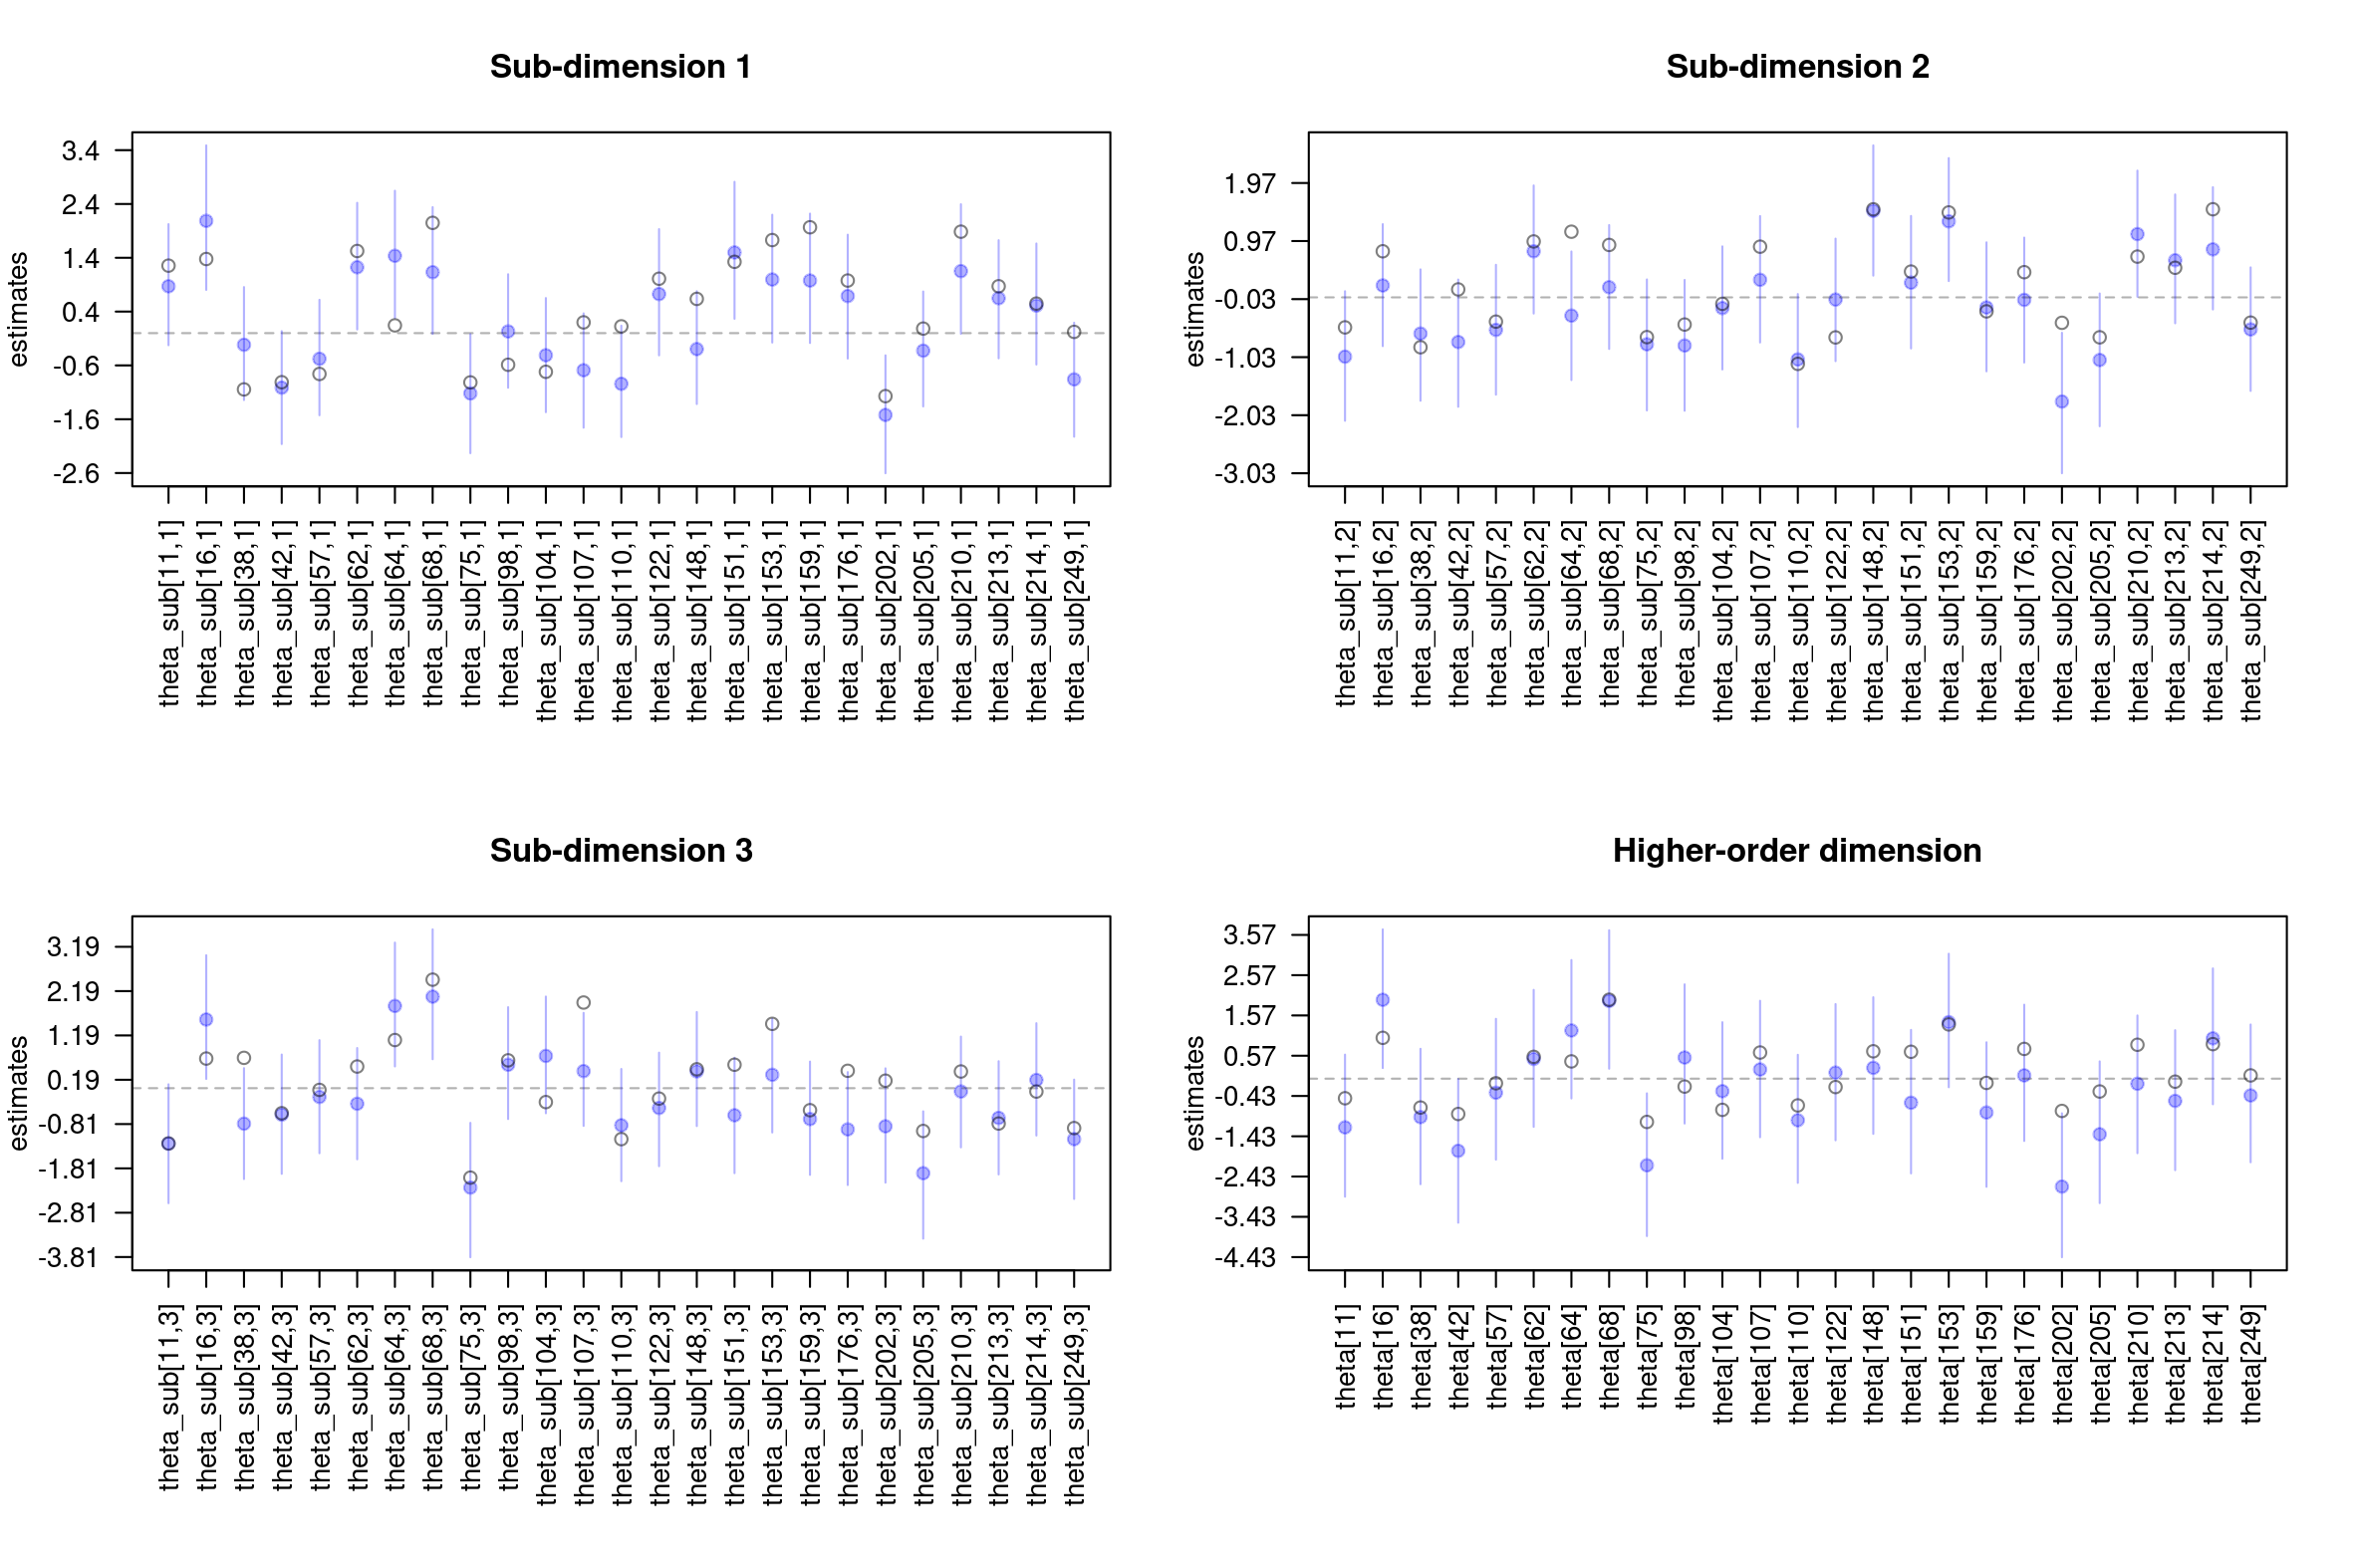 Sub-dimension 1
estimates
3.4
2.4
1.4
0.4
-0.6
-1.6
-2.6
theta_sub[11,1]
theta_sub[16,1]
theta_sub[38,1]
theta_sub[42,1]
theta_sub[57,1]
theta_sub[62,1]
theta_sub[64,1]
theta_sub[68,1]
theta_sub[75,1]
theta_sub[98,1]
theta_sub[104,1]
theta_sub[107,1]
theta_sub[110,1]
theta_sub[122,1]
theta_sub[148,1]
theta_sub[151,1]
theta_sub[153,1]
theta_sub[159,1]
theta_sub[176,1]
theta_sub[202,1]
theta_sub[205,1]
theta_sub[210,1]
theta_sub[213,1]
theta_sub[214,1]
theta_sub[249,1]
Sub-dimension 2
estimates
1.97
0.97
-0.03
-1.03
-2.03
-3.03
theta_sub[11,2]
theta_sub[16,2]
theta_sub[38,2]
theta_sub[42,2]
theta_sub[57,2]
theta_sub[62,2]
theta_sub[64,2]
theta_sub[68,2]
theta_sub[75,2]
theta_sub[98,2]
theta_sub[104,2]
theta_sub[107,2]
theta_sub[110,2]
theta_sub[122,2]
theta_sub[148,2]
theta_sub[151,2]
theta_sub[153,2]
theta_sub[159,2]
theta_sub[176,2]
theta_sub[202,2]
theta_sub[205,2]
theta_sub[210,2]
theta_sub[213,2]
theta_sub[214,2]
theta_sub[249,2]
Sub-dimension 3
estimates
3.19
2.19
1.19
0.19
-0.81
-1.81
-2.81
-3.81
theta_sub[11,3]
theta_sub[16,3]
theta_sub[38,3]
theta_sub[42,3]
theta_sub[57,3]
theta_sub[62,3]
theta_sub[64,3]
theta_sub[68,3]
theta_sub[75,3]
theta_sub[98,3]
theta_sub[104,3]
theta_sub[107,3]
theta_sub[110,3]
theta_sub[122,3]
theta_sub[148,3]
theta_sub[151,3]
theta_sub[153,3]
theta_sub[159,3]
theta_sub[176,3]
theta_sub[202,3]
theta_sub[205,3]
theta_sub[210,3]
theta_sub[213,3]
theta_sub[214,3]
theta_sub[249,3]
Higher-order dimension
estimates
3.57
2.57
1.57
0.57
-0.43
-1.43
-2.43
-3.43
-4.43
theta[11]
theta[16]
theta[38]
theta[42]
theta[57]
theta[62]
theta[64]
theta[68]
theta[75]
theta[98]
theta[104]
theta[107]
theta[110]
theta[122]
theta[148]
theta[151]
theta[153]
theta[159]
theta[176]
theta[202]
theta[205]
theta[210]
theta[213]
theta[214]
theta[249]